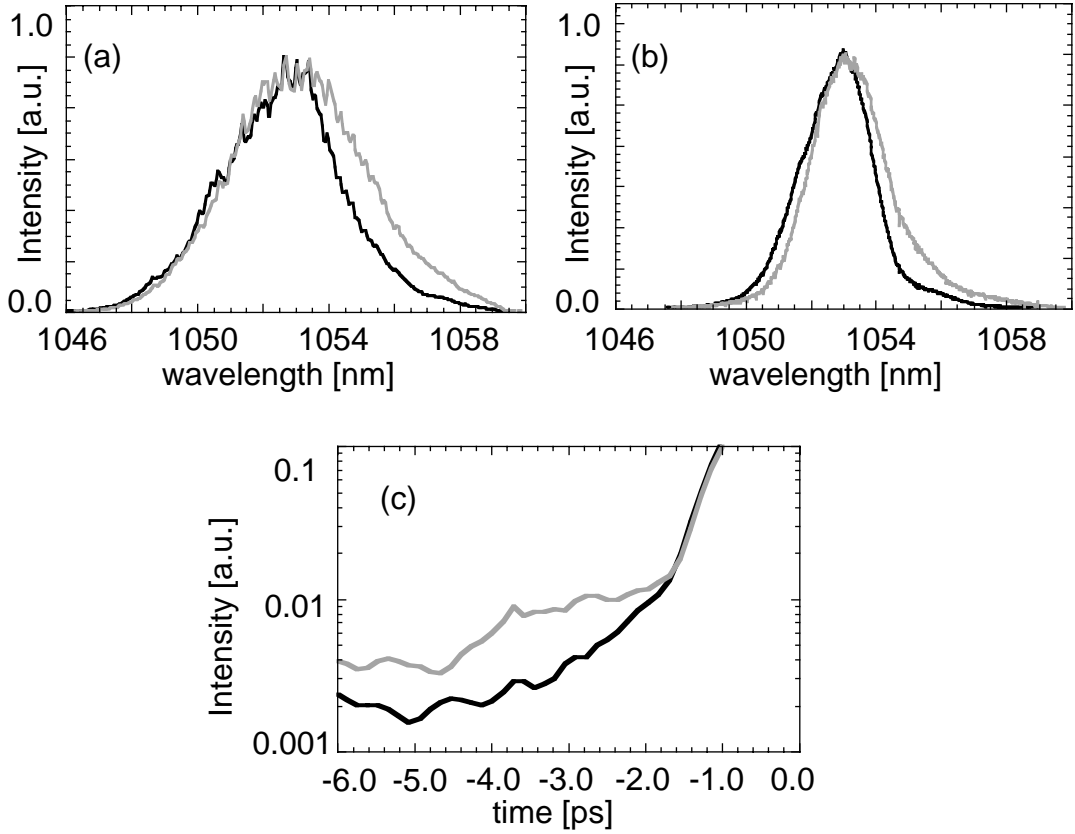 1.0
(a)
Intensity [a.u.]
0.0
1046 1050 1054 1058
wavelength [nm]
1.0
(b)
Intensity [a.u.]
0.0
1046 1050 1054 1058
wavelength [nm]
0.1
(c)
Intensity [a.u.]
0.01
0.001
-6.0 -5.0 -4.0 -3.0 -2.0 -1.0 0.0
time [ps]